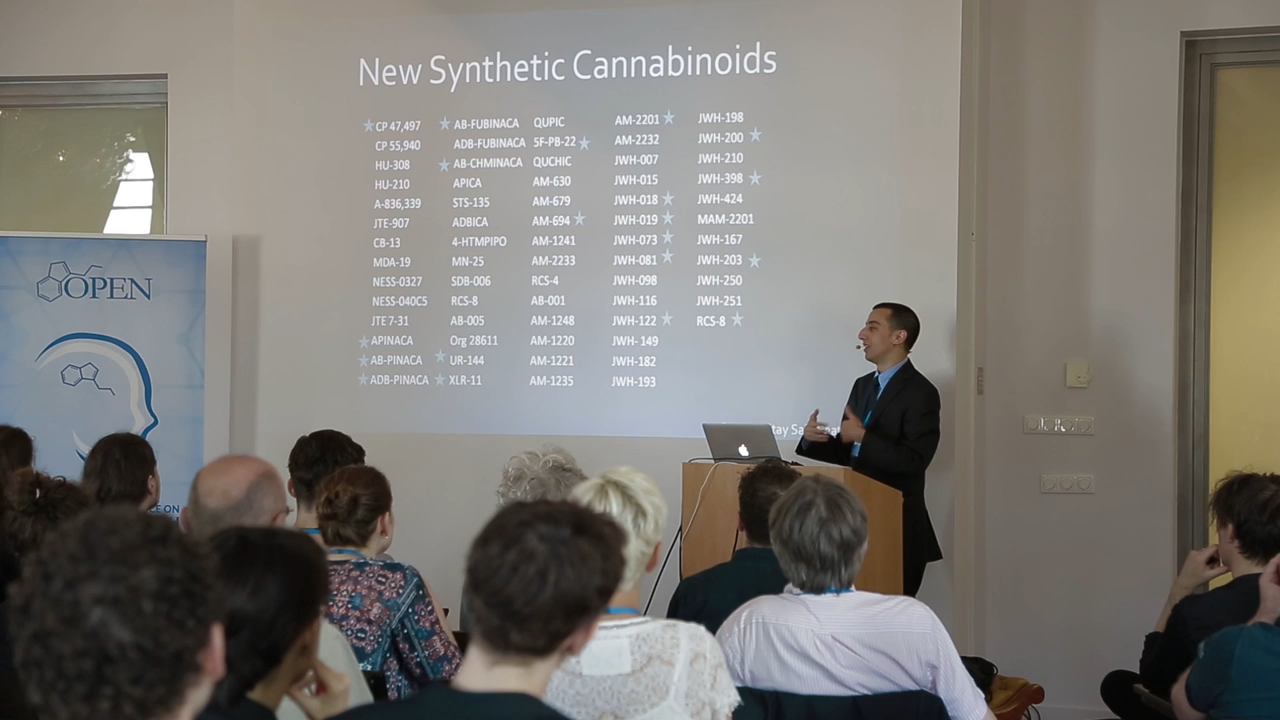 New Synthetic Cannabinoids
CP 47,497
CP 55,940
HU-308
HU-210
A-836,339
JTE-907
CB-13
MDA-19
NESS-0327
NESS-040C5
JTE 7-31
APINACA
AB-PINACA
ADB-PINACA
AB-FUBINACA
ADB-FUBINACA
AB-CHMINACA
APICA
STS-135
ADBICA
4-HTMPIPO
MN-25
SDB-006
RCS-8
AB-005
Org 28611
UR-144
XLR-11
QUPIC
5F-PB-22
QUCHIC
AM-630
AM-679
AM-694
AM-1241
AM-2233
RCS-4
AB-001
AM-1248
AM-1220
AM-1221
AM-1235
AM-2201
AM-2232
JWH-007
JWH-015
JWH-018
JWH-019
JWH-073
JWH-081
JWH-098
JWH-116
JWH-122
JWH- 149
JWH-182
JWH-193
JWH-198
JWH-200
JWH-210
JWH-398
JWH-424
MAM-2201
JWH-167
JWH-203
JWH-250
JWH-251
RCS-8
OPEN